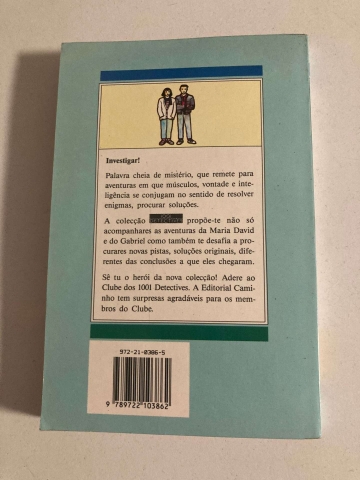 Investigar!
Palavra cheia de mistério, que remete para
aventuras em que músculos, vontade e inte-
ligência se conjugam no sentido de resolver
enigmas, procurar soluções.
A colecção propõe-te não só
acompanhares as aventuras da Maria David
e do Gabriel como também te desafia a pro-
curares novas pistas, soluções originais, dife-
rentes das conclusões a que eles chegaram.
Sê tu o herói da nova colecção! Adere ao
Clube dos 1001 Detectives. A Editorial Cami-
nho tem surpresas agradáveis para os mem-
bros do Clube.
972-21-0386-5
9 789722 103862